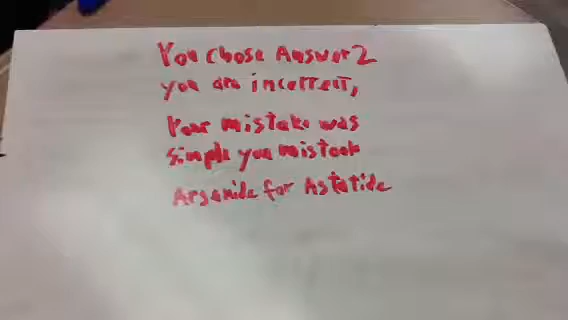 You chose Answer 2
you are incorrect,
Your mistake was
simple you mistook
Arsenide for Astatide